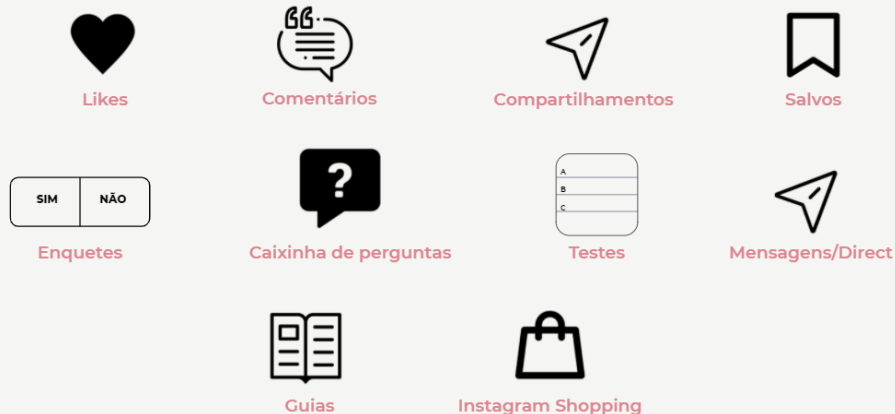 Likes
Comentários
Compartilhamentos
Salvos
SIM
NÃO
A
B
C
?
Enquetes
Caixinha de perguntas
Testes
Mensagens/Direct
Guias
Instagram Shopping